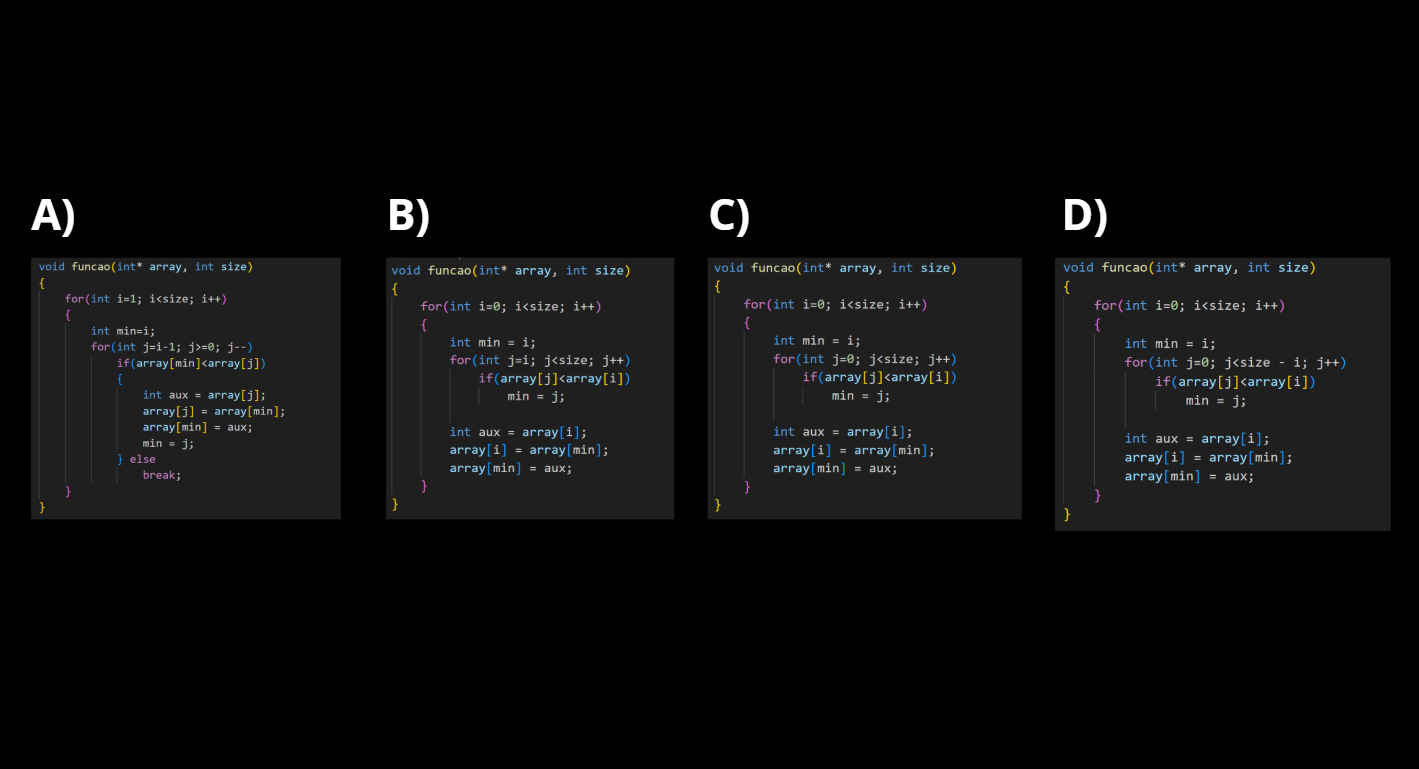 A)
void funcao(int* array, int size)
{
for(int i=1; i<size; i++)
{
int min=i;
for(int j=i-1; j>=0; j--)
if(array[min]<array[j])
{
int aux = array[j];
array[j] = array[min];
array[min] = aux;
min = j;
} else
break;
}
}
B)
void funcao(int* array, int size)
{
for(int i=0; i<size; i++)
{
int min = i;
for(int j=i; j<size; j++)
if(array[j]<array[i])
min = j;
int aux = array[i];
array[i] = array[min];
array[min] = aux;
}
}
C)
void funcao(int* array, int size)
{
for(int i=0; i<size; i++)
{
int min = i;
for(int j=0; j<size; j++)
if(array[j]<array[i])
min = j;
int aux = array[i];
array[i] = array[min];
array[min] = aux;
}
}
D)
void funcao(int* array, int size)
{
for(int i=0; i<size; i++)
{
int min = i;
for(int j=0; j<size - i; j++)
if(array[j]<array[i])
min = j;
int aux = array[i];
array[i] = array[min];
array[min] = aux;
}
}